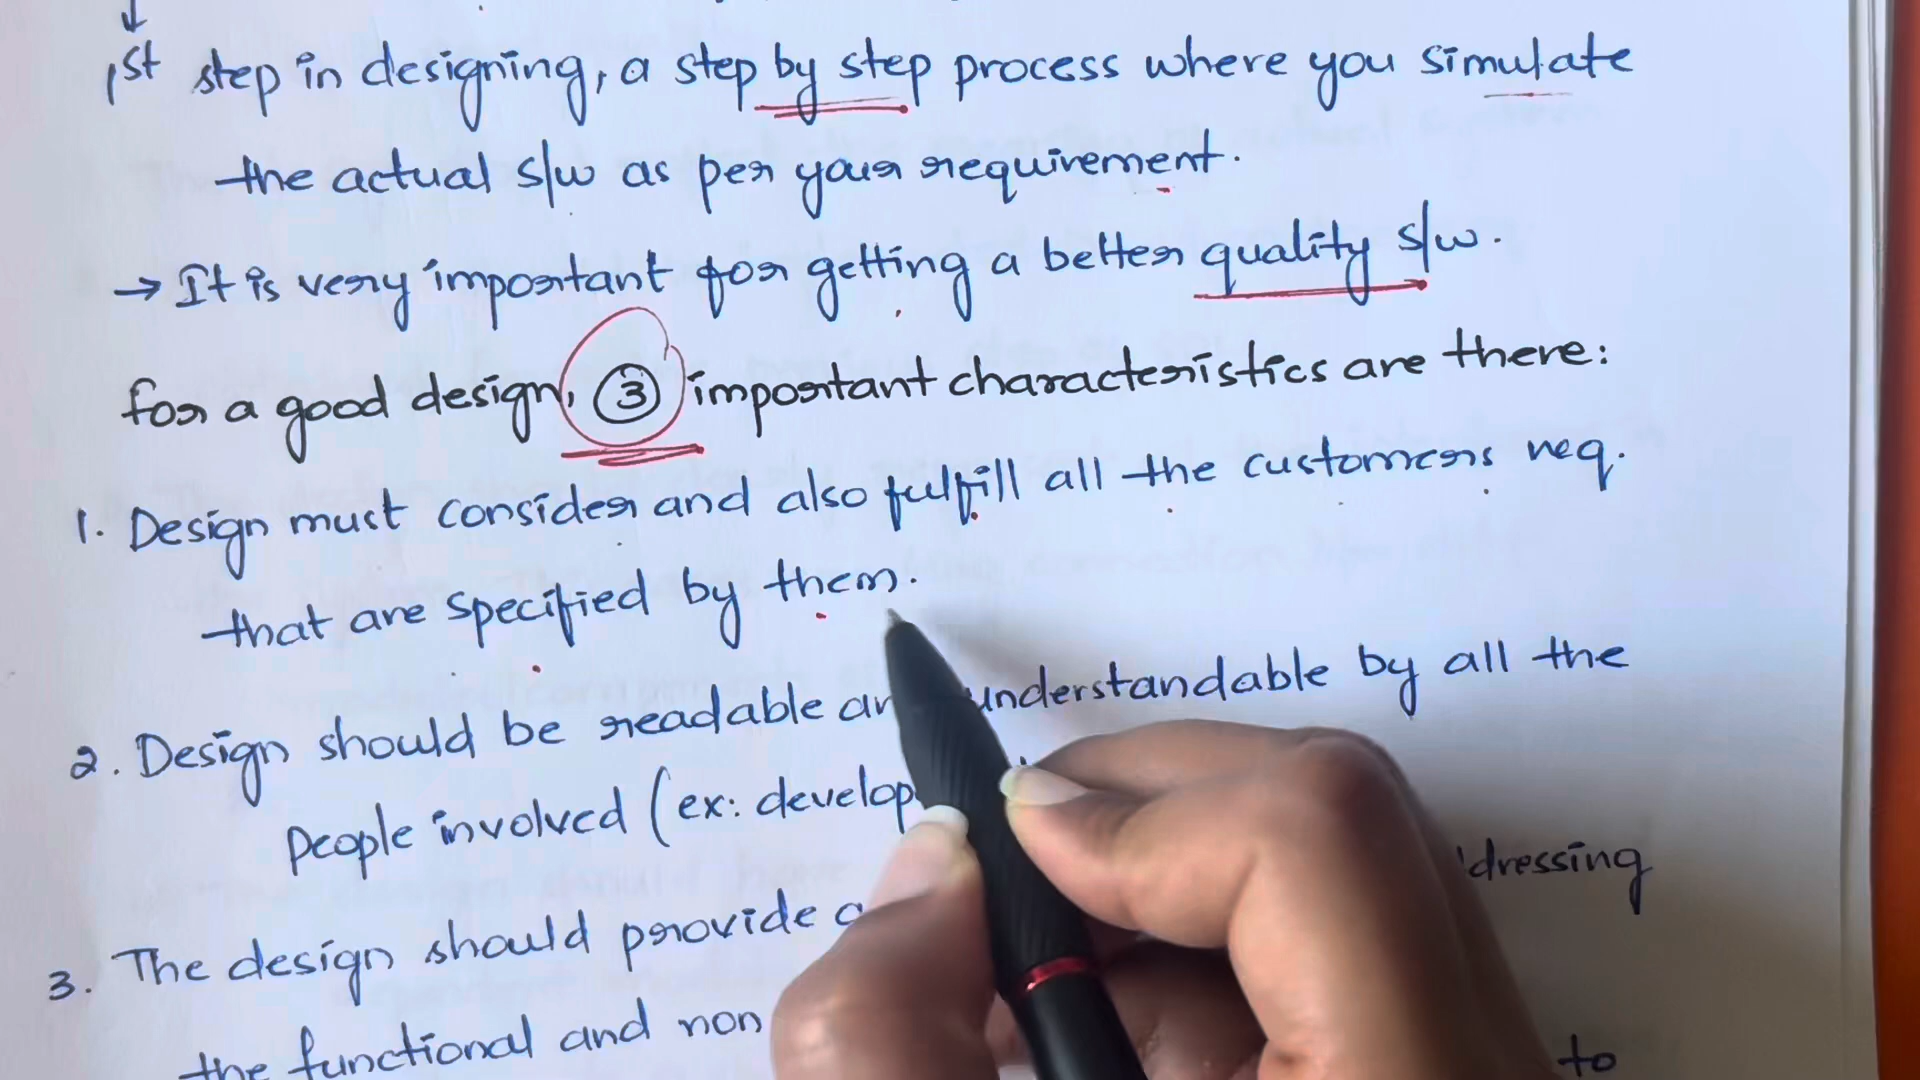 1st step in designing, a step by step process where you simulate
the actual s/w as per your requirement.
→ It is very important for getting a better quality s/w.
for a good design, 3 important characteristics are there:
1. Design must consider and also fulfill all the customers req.
that are specified by them.
2. Design should be readable understandable by all the
People involved (ex:
3. The design should provide
the functional and non
to